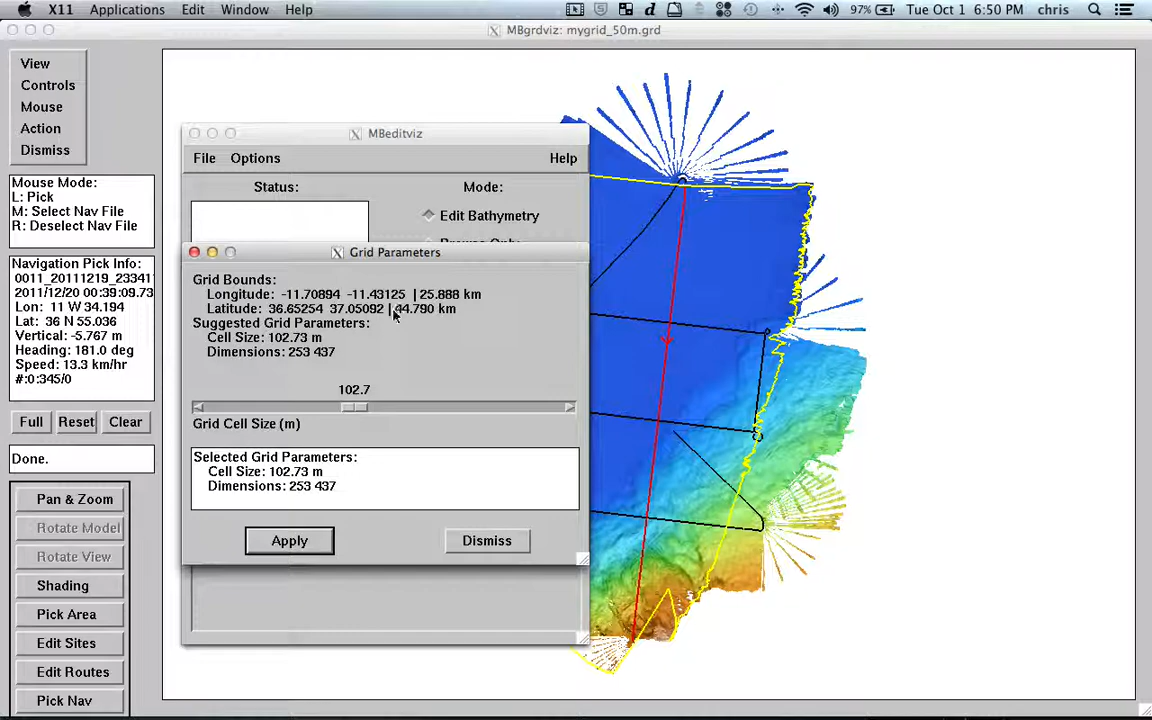 X11 Applications Edit Window Help 97% Tue Oct 1 6:50 PM chris
MBgrdviz: mygrid_50m.grd
View
Controls
Mouse
Action
Dismiss
Mouse Mode:
L: Pick
M: Select Nav File
R: Deselect Nav File
Navigation Pick Info:
0011_20111219_23341
2011/12/20 00:39:09.73
Lon: 11 W 34.194
Lat: 36 N 55.036
Vertical: -5.767 m
Heading: 181.0 deg
Speed: 13.3 km/hr
#:0:345/0
Full Reset Clear
Done.
Pan & Zoom
Rotate Model
Rotate View
Shading
Pick Area
Edit Sites
Edit Routes
Pick Nav
MBeditviz
File Options Help
Status: Mode:
Edit Bathymetry
Grid Parameters
Grid Bounds:
Longitude: -11.70894 -11.43125 | 25.888 km
Latitude: 36.65254 37.05092 | 44.790 km
Suggested Grid Parameters:
Cell Size: 102.73 m
Dimensions: 253 437
102.7
Grid Cell Size (m)
Selected Grid Parameters:
Cell Size: 102.73 m
Dimensions: 253 437
Apply Dismiss